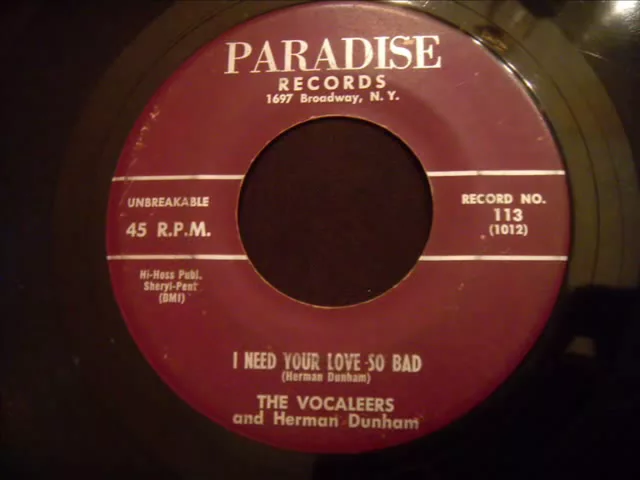 PARADISE
RECORDS
1697 Broadway, N. Y.
UNBREAKABLE
45 R.P.M.
RECORD NO.
113
(1012)
Hi-Hoss Publ.
Sheryl-Pent
(BMI)
I NEED YOUR LOVE SO BAD
(Herman Dunham)
THE VOCALEERS
and Herman Dunham